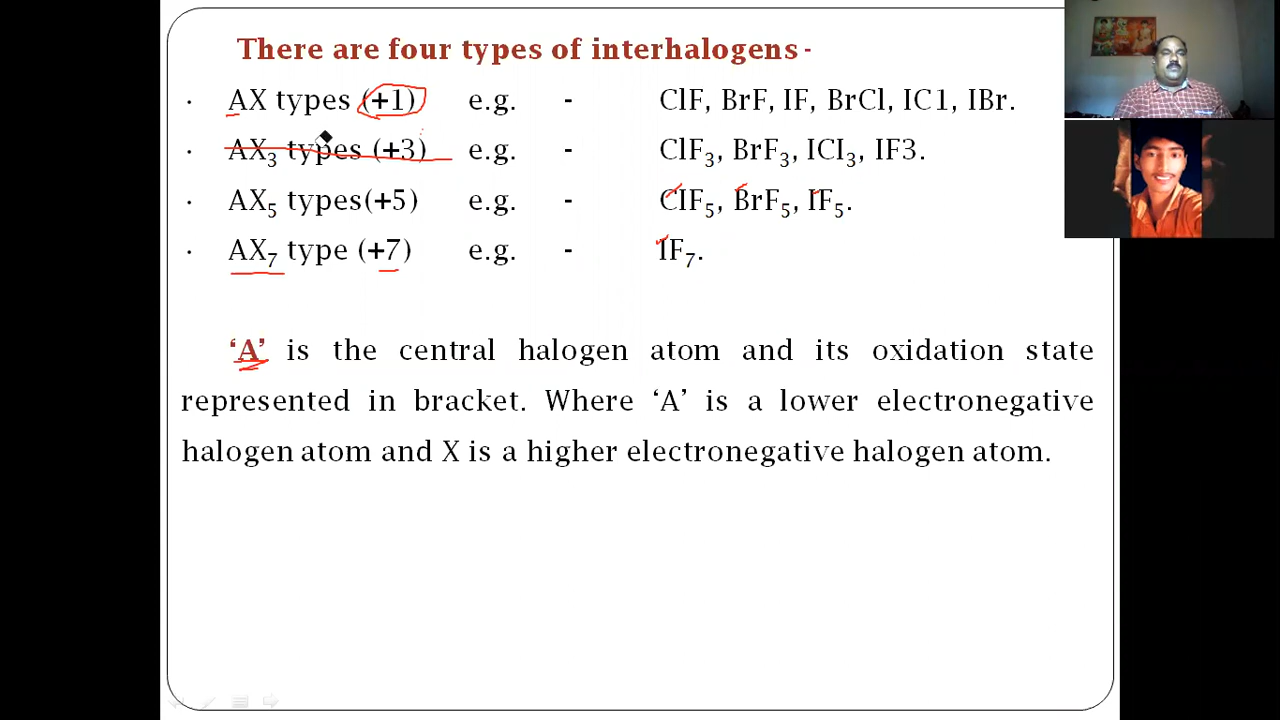 There are four types of interhalogens -
· AX types (+1) e.g. - ClF, BrF, IF, BrCl, IC1, IBr.
· AX₃ types (+3) e.g. - ClF₃, BrF₃, ICI₃, IF3.
· AX₅ types(+5) e.g. - ClF₅, BrF₅, IF₅.
· AX₇ type (+7) e.g. - IF₇.
‘A’ is the central halogen atom and its oxidation state
represented in bracket. Where ‘A’ is a lower electronegative
halogen atom and X is a higher electronegative halogen atom.